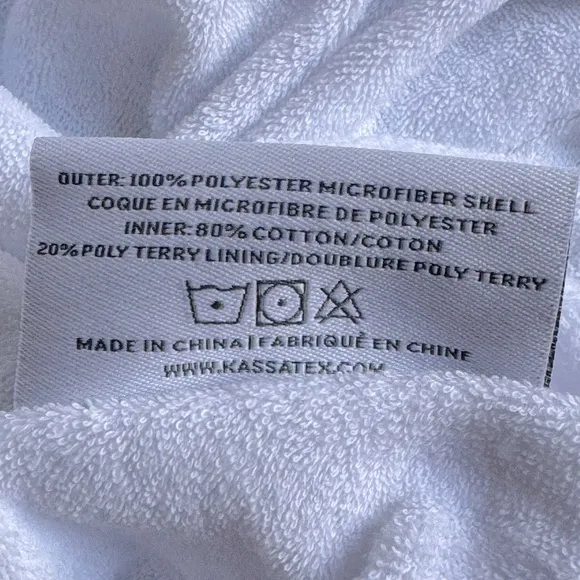 OUTER: 100% POLYESTER MICROFIBER SHELL
COQUE EN MICROFIBRE DE POLYESTER
INNER: 80% COTTON/COTON
20% POLY TERRY LINING/DOUBLURE POLY TERRY
MADE IN CHINA | FABRIQUÉ EN CHINE
WWW.KASSATEX.COM